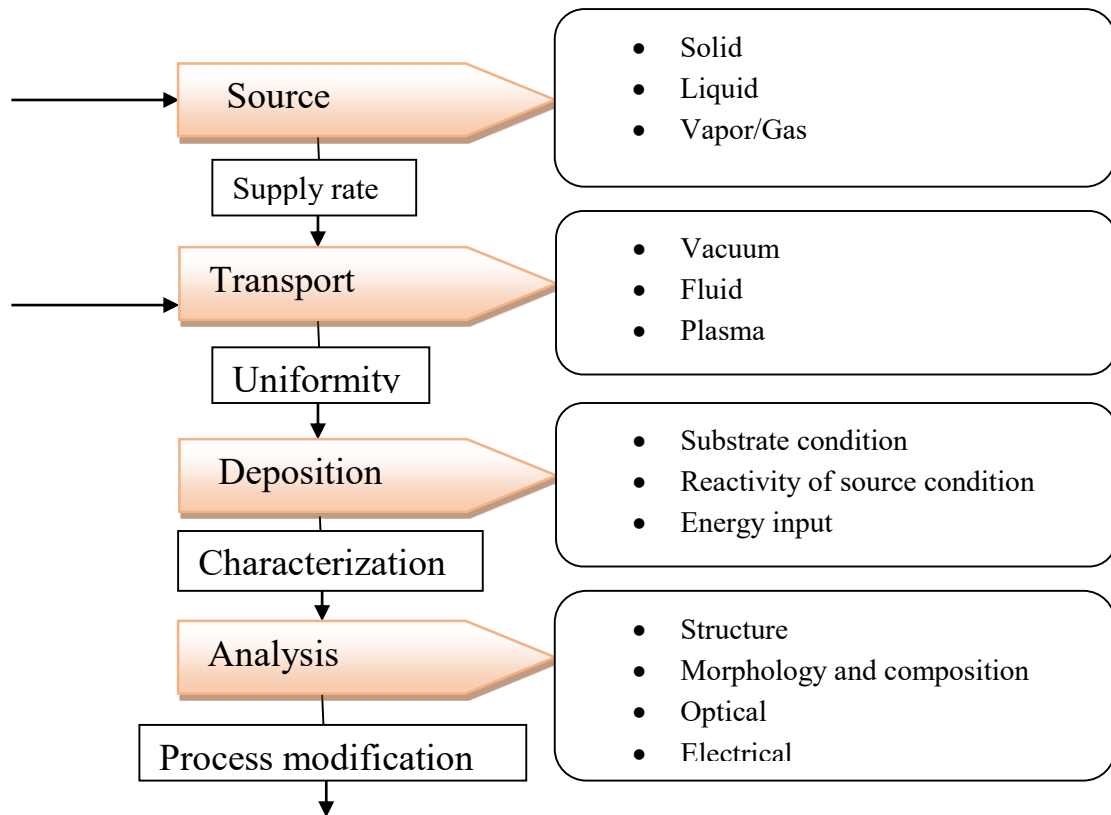 Source
Solid
Liquid
Vapor/Gas
Supply rate
Transport
Vacuum
Fluid
Plasma
Uniformity
Deposition
Substrate condition
Reactivity of source condition
Energy input
Characterization
Analysis
Structure
Morphology and composition
Optical
Electrical
Process modification